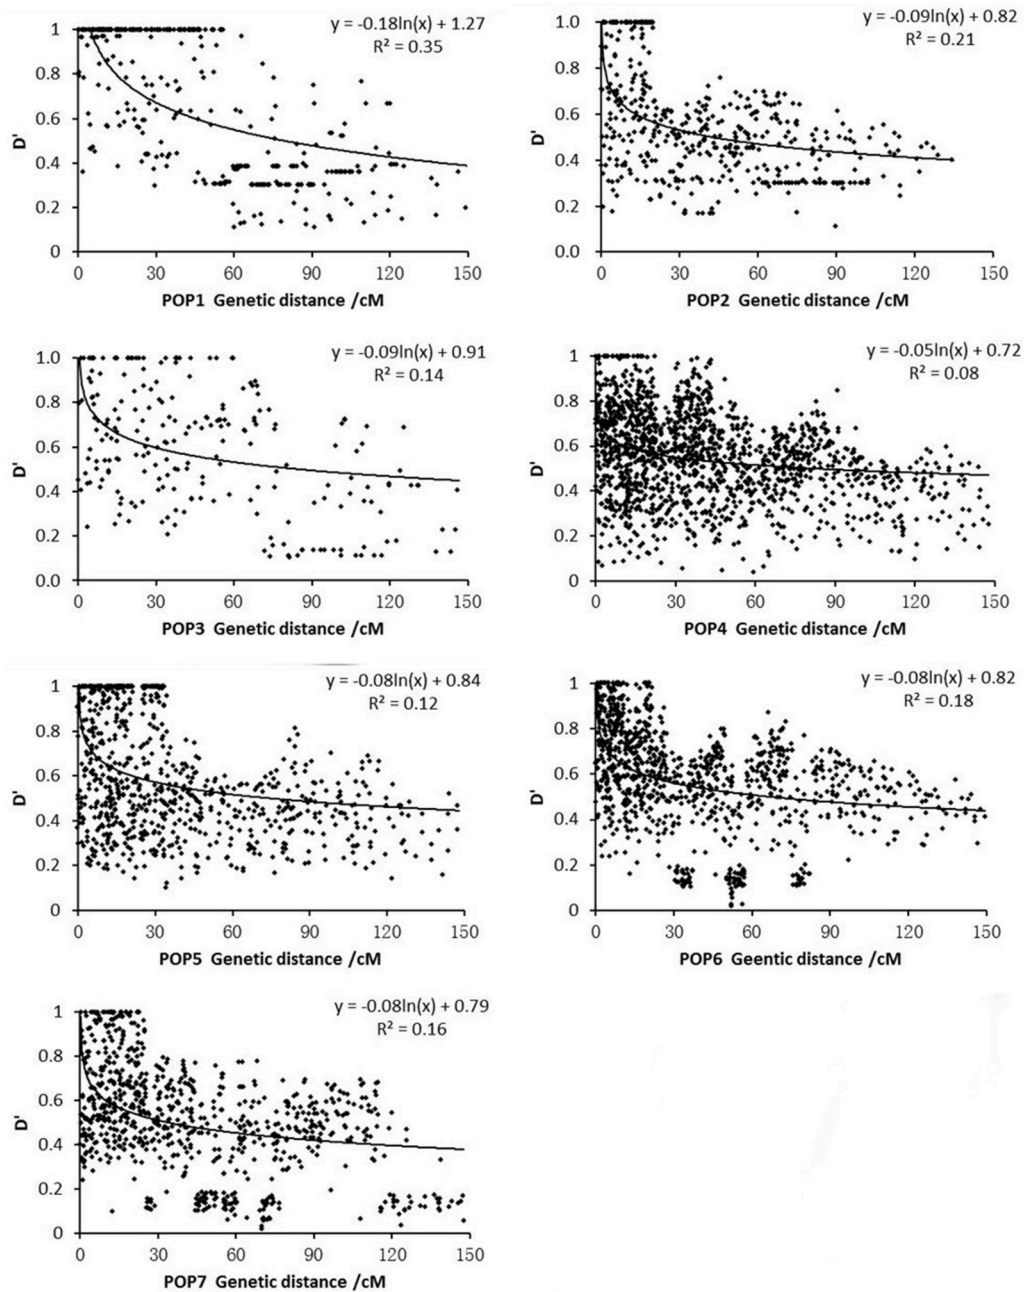 y = -0.18ln(x) + 1.27
R² = 0.35
1
0.8
0.6
0.4
0.2
0
D'
0 30 60 90 120 150
POP1 Genetic distance /cM
y = -0.09ln(x) + 0.82
R² = 0.21
1.0
0.8
0.6
0.4
0.2
0.0
D'
0 30 60 90 120 150
POP2 Genetic distance /cM
y = -0.09ln(x) + 0.91
R² = 0.14
1.0
0.8
0.6
0.4
0.2
0.0
D'
0 30 60 90 120 150
POP3 Genetic distance /cM
y = -0.05ln(x) + 0.72
R² = 0.08
1
0.8
0.6
0.4
0.2
0
D'
0 30 60 90 120 150
POP4 Genetic distance /cM
y = -0.08ln(x) + 0.84
R² = 0.12
1
0.8
0.6
0.4
0.2
0
D'
0 30 60 90 120 150
POP5 Genetic distance /cM
y = -0.08ln(x) + 0.82
R² = 0.18
1
0.8
0.6
0.4
0.2
0
D'
0 30 60 90 120 150
POP6 Geentic distance /cM
y = -0.08ln(x) + 0.79
R² = 0.16
1
0.8
0.6
0.4
0.2
0
D'
0 30 60 90 120 150
POP7 Genetic distance /cM